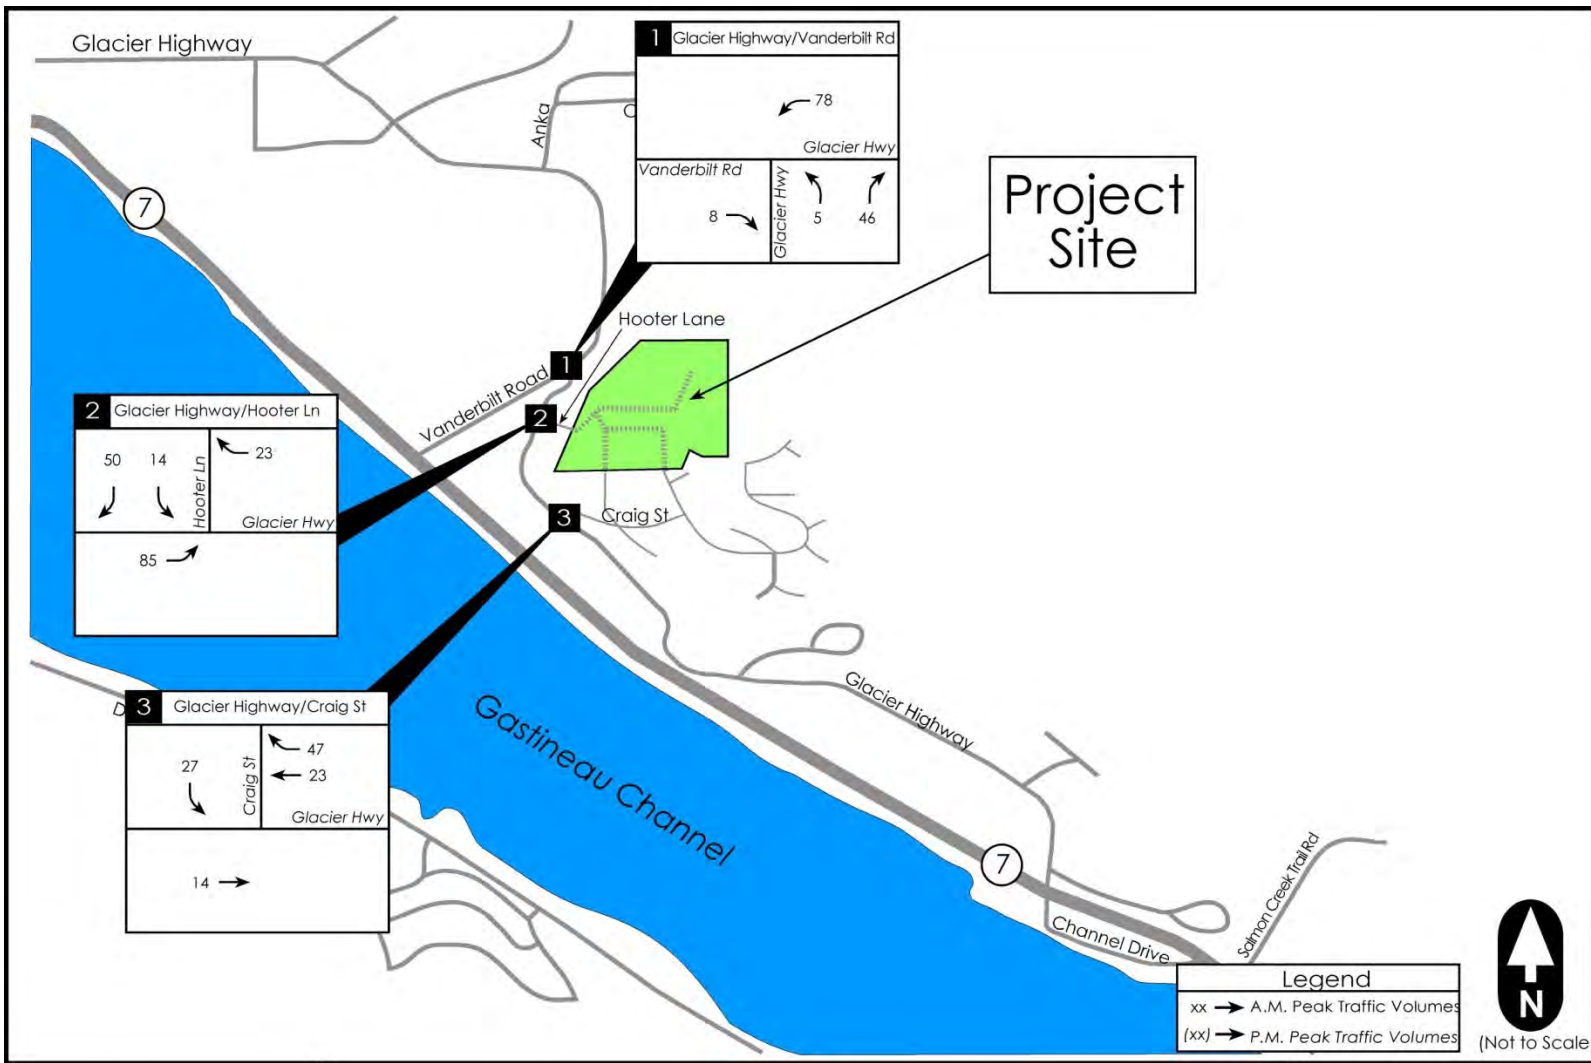 Glacier Highway
Anka
1 Glacier Highway/Vanderbilt Rd
78
Glacier Hwy
Vanderbilt Rd
Glacier Hwy
8
5
46
Project
Site
7
Hooter Lane
1
Vanderbilt Road
2
2 Glacier Highway/Hooter Ln
50
14
Hooter Ln
23
Glacier Hwy
85
3
Craig St
3 Glacier Highway/Craig St
27
Craig St
47
23
Glacier Hwy
14
Gastineau Channel
Glacier Highway
7
Channel Drive
Salmon Creek Trail Rd
Legend
xx A.M. Peak Traffic Volumes
(xx) P.M. Peak Traffic Volumes
N
(Not to Scale